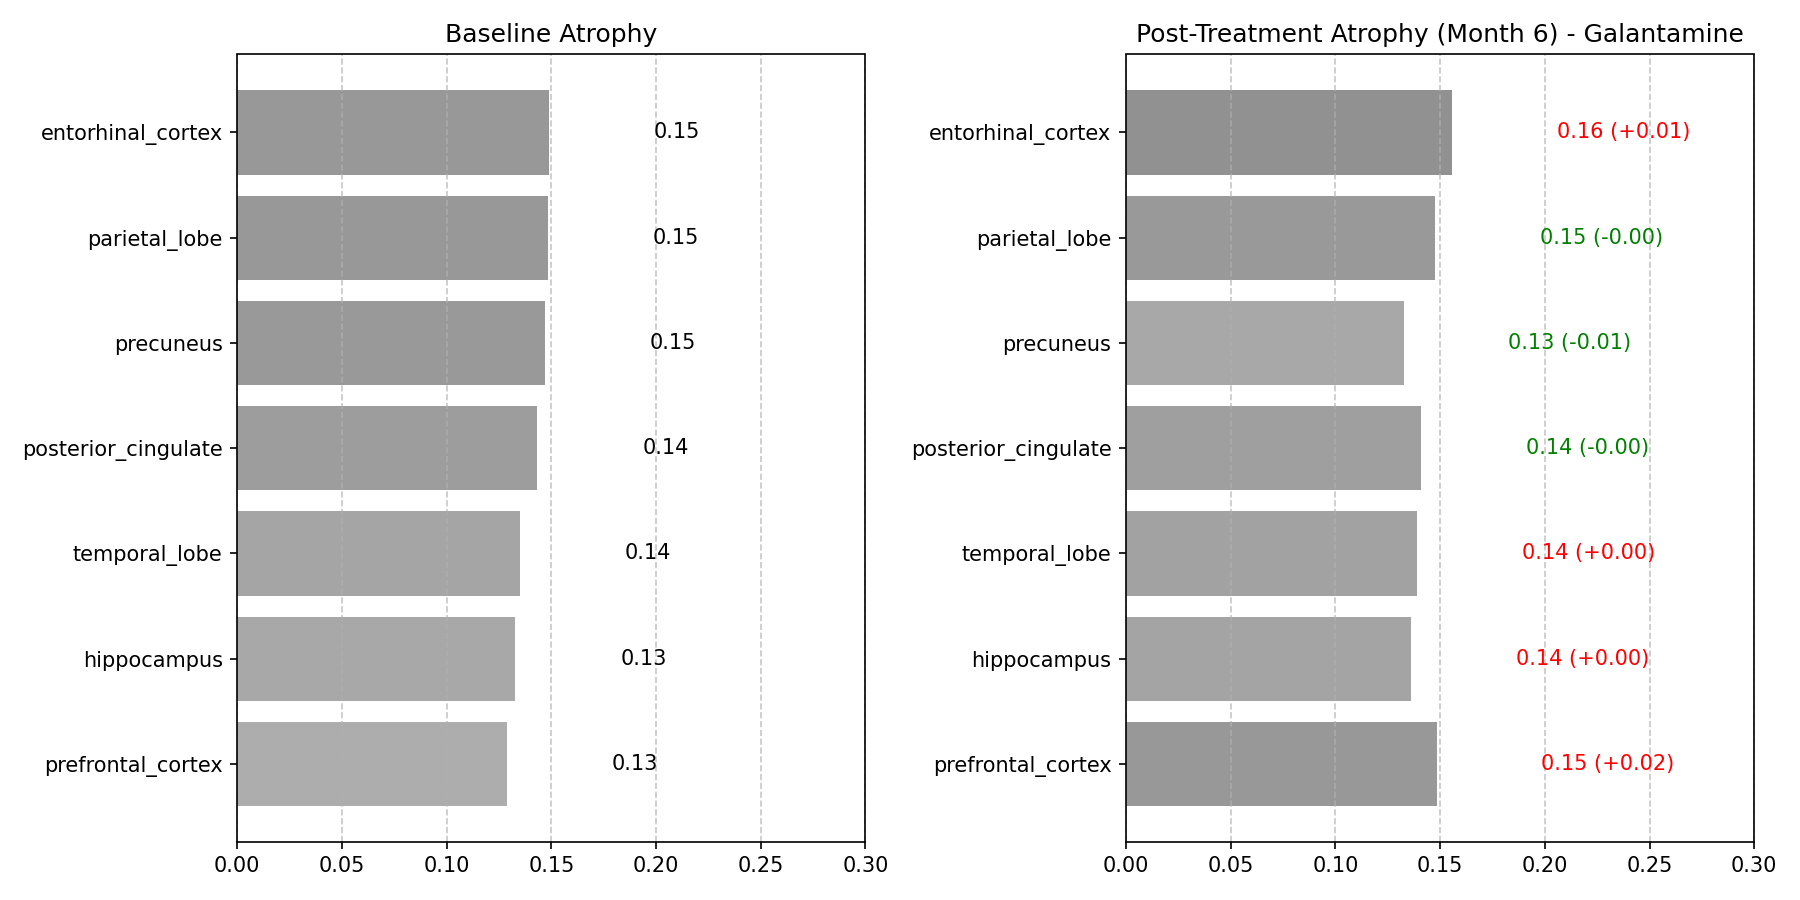 Baseline Atrophy
entorhinal_cortex 0.15
parietal_lobe 0.15
precuneus 0.15
posterior_cingulate 0.14
temporal_lobe 0.14
hippocampus 0.13
prefrontal_cortex 0.13
0.00 0.05 0.10 0.15 0.20 0.25 0.30
Post-Treatment Atrophy (Month 6) - Galantamine
entorhinal_cortex 0.16 (+0.01)
parietal_lobe 0.15 (-0.00)
precuneus 0.13 (-0.01)
posterior_cingulate 0.14 (-0.00)
temporal_lobe 0.14 (+0.00)
hippocampus 0.14 (+0.00)
prefrontal_cortex 0.15 (+0.02)
0.00 0.05 0.10 0.15 0.20 0.25 0.30